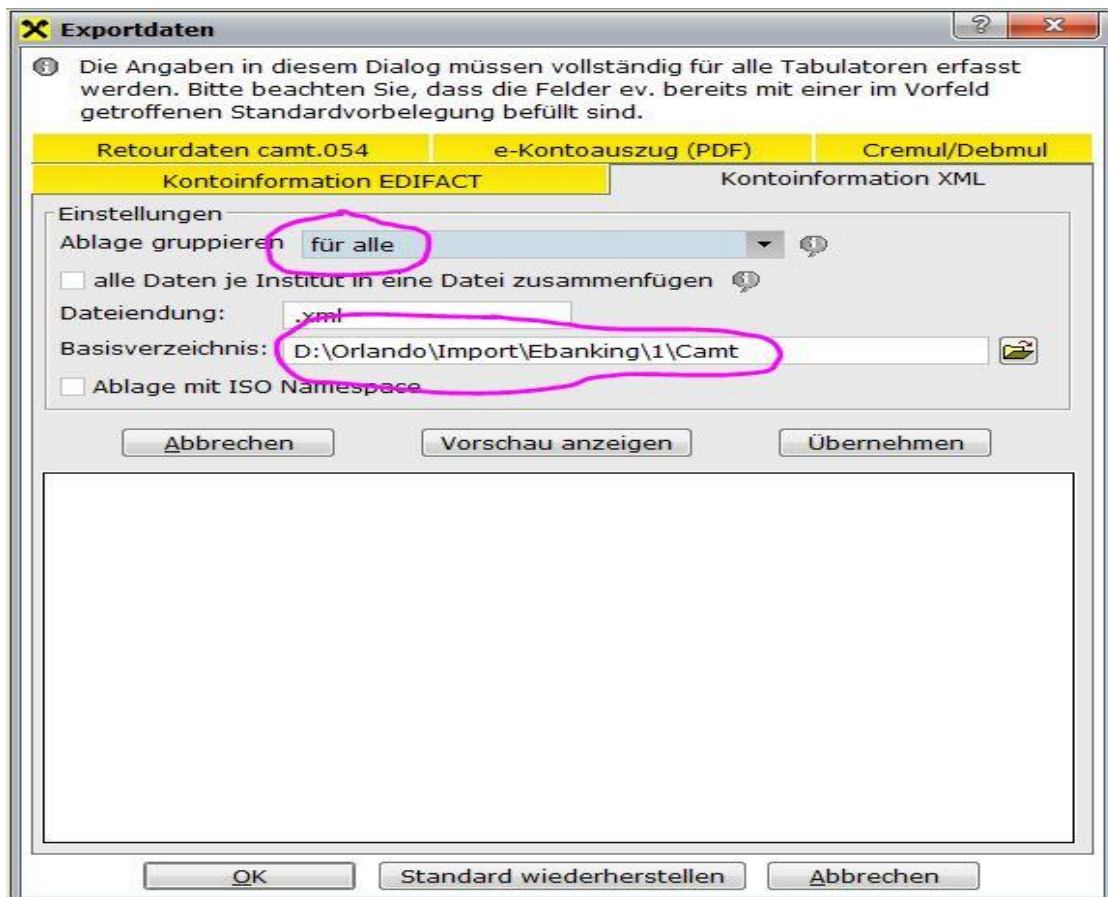 Exportdaten
Die Angaben in diesem Dialog müssen vollständig für alle Tabulatoren erfasst
werden. Bitte beachten Sie, dass die Felder ev. bereits mit einer im Vorfeld
getroffenen Standardvorbelegung befüllt sind.
Retourdaten camt.054 e-Kontoauszug (PDF) Cremul/Debmul
Kontoinformation EDIFACT Kontoinformation XML
Einstellungen
Ablage gruppieren für alle
alle Daten je Institut in eine Datei zusammenfügen
Dateiendung: .xml
Basisverzeichnis: D:\Orlando\Import\Ebanking\1\Camt
Ablage mit ISO Namespace
Abbrechen Vorschau anzeigen Übernehmen
OK Standard wiederherstellen Abbrechen